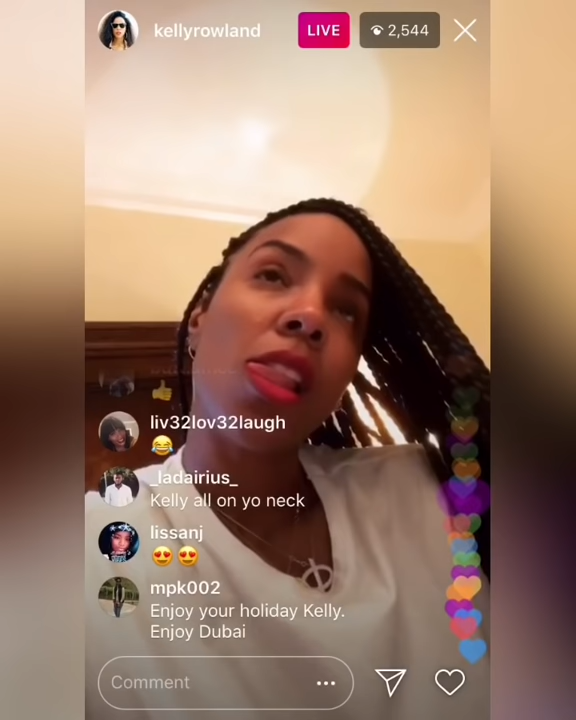 kellyrowland
LIVE
2,544
liv32lov32laugh
_ladairius_
Kelly all on yo neck
lissanj
mpk002
Enjoy your holiday Kelly.
Enjoy Dubai
Comment